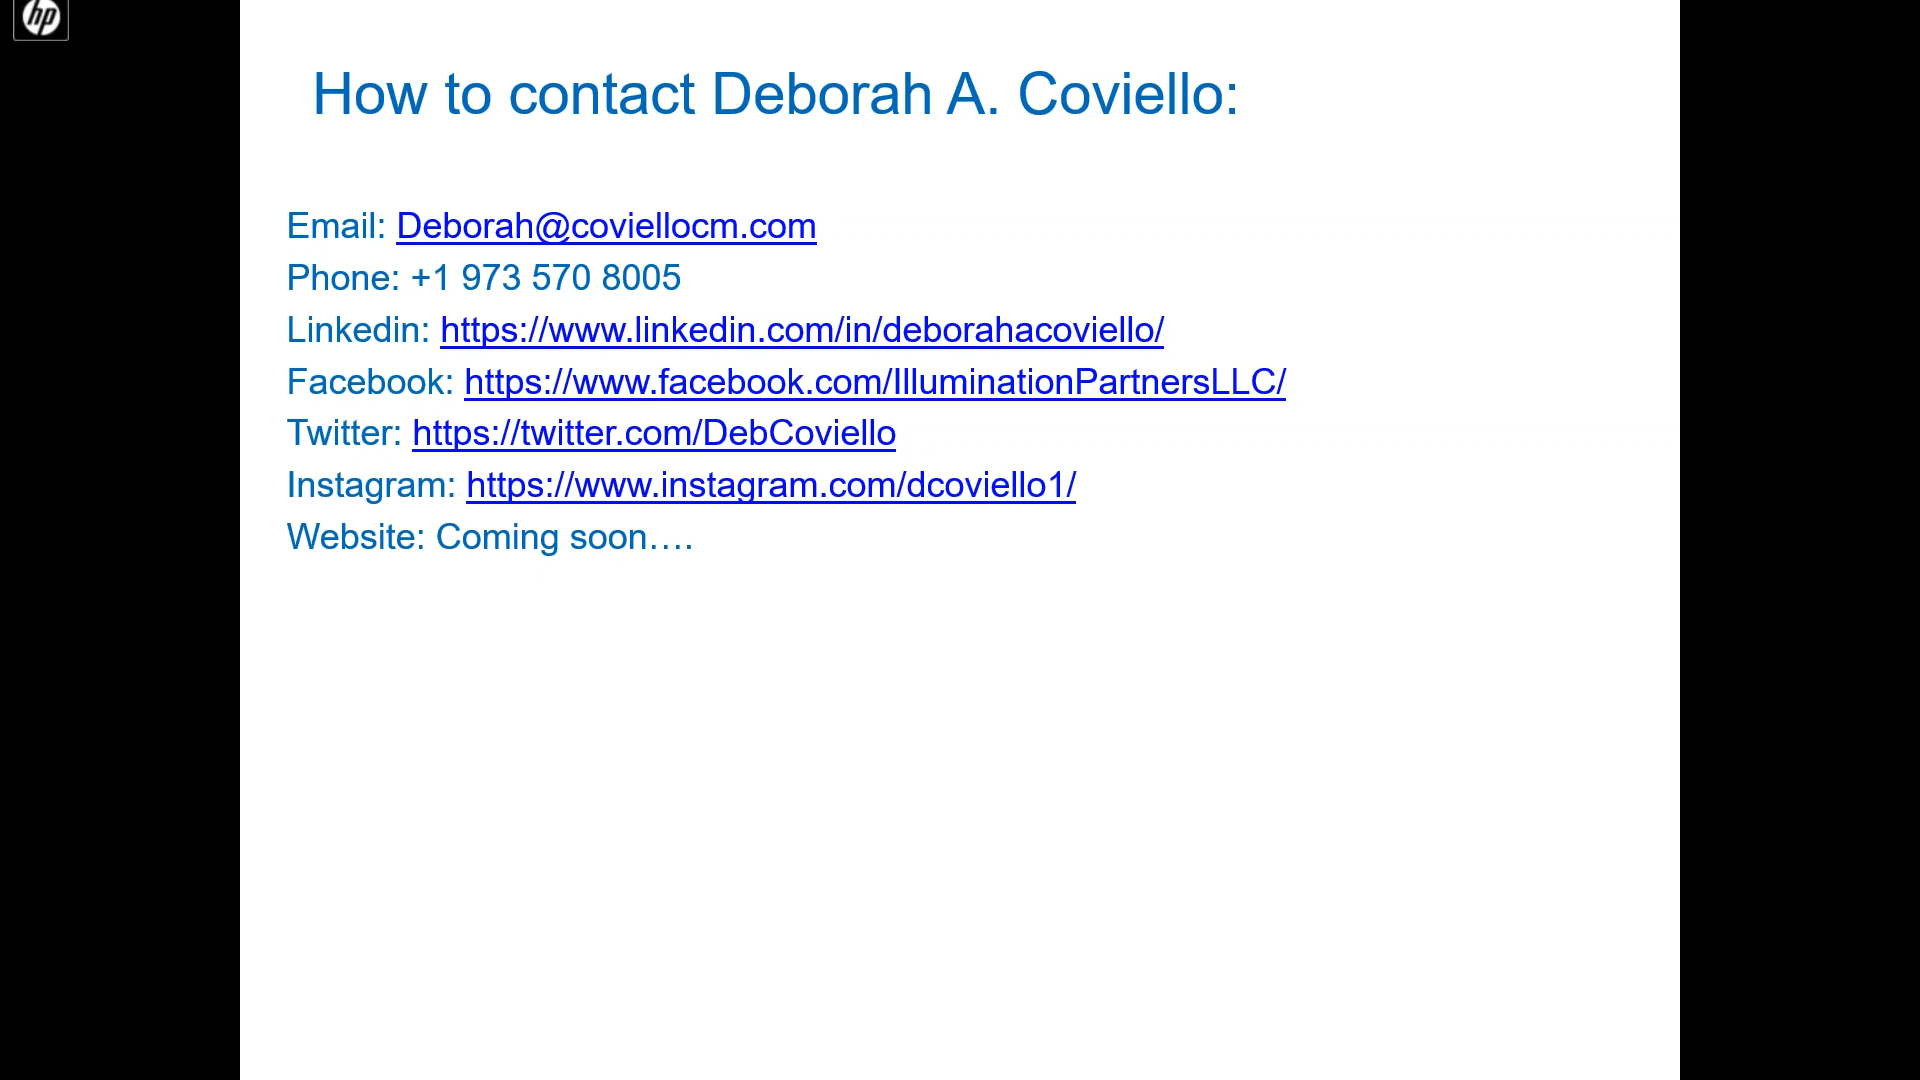 hp
How to contact Deborah A. Coviello:
Email: Deborah@coviellocm.com
Phone: +1 973 570 8005
Linkedin: https://www.linkedin.com/in/deborahacoviello/
Facebook: https://www.facebook.com/IlluminationPartnersLLC/
Twitter: https://twitter.com/DebCoviello
Instagram: https://www.instagram.com/dcoviello1/
Website: Coming soon….